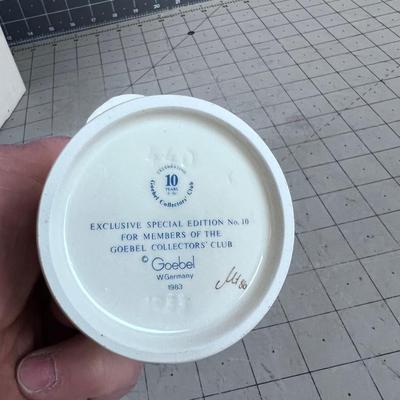 CELEBRATING
10
YEARS
Goebel Collectors' Club
EXCLUSIVE SPECIAL EDITION No. 10
FOR MEMBERS OF THE
GOEBEL COLLECTORS' CLUB
© Goebel
W.Germany
1983